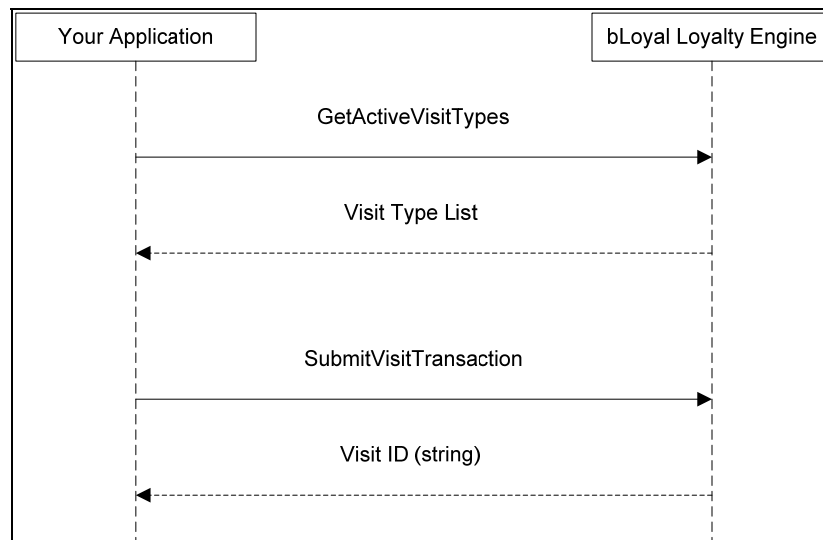 Your Application
bLoyal Loyalty Engine
GetActiveVisitTypes
Visit Type List
SubmitVisitTransaction
Visit ID (string)